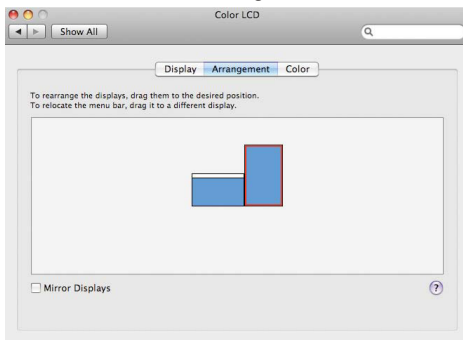 Color LCD
Show All
Display Arrangement Color
To rearrange the displays, drag them to the desired position.
To relocate the menu bar, drag it to a different display.
Mirror Displays
?